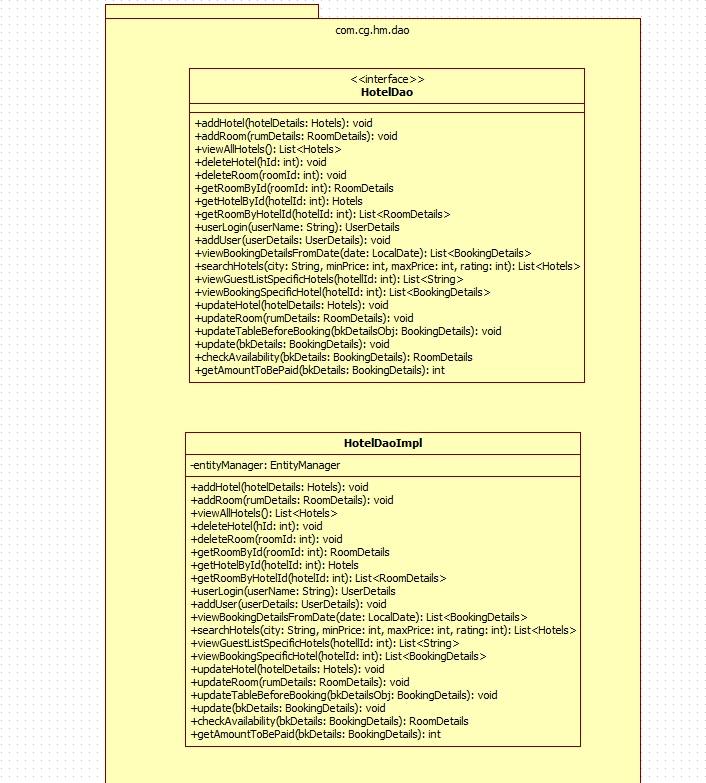 com.cg.hm.dao
<<interface>>
HotelDao
+addHotel(hotelDetails: Hotels): void
+addRoom(rumDetails: RoomDetails): void
+viewAllHotels(): List<Hotels>
+deleteHotel(hId: int): void
+deleteRoom(roomId: int): void
+getRoomById(roomId: int): RoomDetails
+getHotelById(hotelId: int): Hotels
+getRoomByHotelId(hotelId: int): List<RoomDetails>
+userLogin(userName: String): UserDetails
+addUser(userDetails: UserDetails): void
+viewBookingDetailsFromDate(date: LocalDate): List<BookingDetails>
+searchHotels(city: String, minPrice: int, maxPrice: int, rating: int): List<Hotels>
+viewGuestListSpecificHotels(hotellId: int): List<String>
+viewBookingSpecificHotel(hotelId: int): List<BookingDetails>
+updateHotel(hotelDetails: Hotels): void
+updateRoom(rumDetails: RoomDetails): void
+updateTableBeforeBooking(bkDetailsObj: BookingDetails): void
+update(bkDetails: BookingDetails): void
+checkAvailability(bkDetails: BookingDetails): RoomDetails
+getAmountToBePaid(bkDetails: BookingDetails): int
HotelDaoImpl
-entityManager: EntityManager
+addHotel(hotelDetails: Hotels): void
+addRoom(rumDetails: RoomDetails): void
+viewAllHotels(): List<Hotels>
+deleteHotel(hId: int): void
+deleteRoom(roomId: int): void
+getRoomById(roomId: int): RoomDetails
+getHotelById(hotelId: int): Hotels
+getRoomByHotelId(hotelId: int): List<RoomDetails>
+userLogin(userName: String): UserDetails
+addUser(userDetails: UserDetails): void
+viewBookingDetailsFromDate(date: LocalDate): List<BookingDetails>
+searchHotels(city: String, minPrice: int, maxPrice: int, rating: int): List<Hotels>
+viewGuestListSpecificHotels(hotellId: int): List<String>
+viewBookingSpecificHotel(hotelId: int): List<BookingDetails>
+updateHotel(hotelDetails: Hotels): void
+updateRoom(rumDetails: RoomDetails): void
+updateTableBeforeBooking(bkDetailsObj: BookingDetails): void
+update(bkDetails: BookingDetails): void
+checkAvailability(bkDetails: BookingDetails): RoomDetails
+getAmountToBePaid(bkDetails: BookingDetails): int